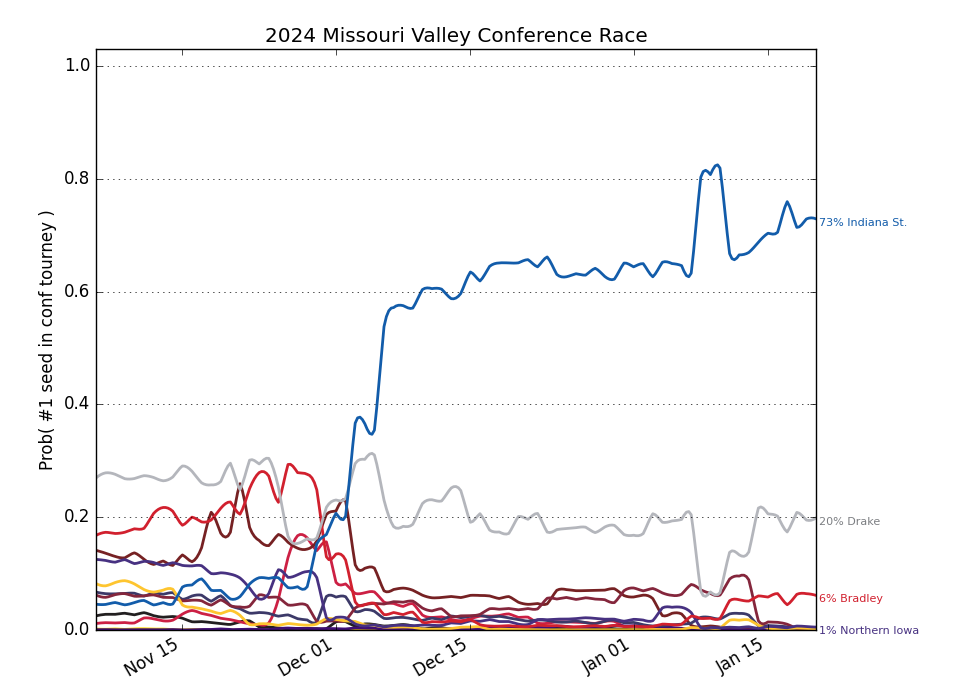 2024 Missouri Valley Conference Race
Prob( #1 seed in conf tourney )
1.0
0.8
0.6
0.4
0.2
0.0
73% Indiana St.
20% Drake
6% Bradley
1% Northern Iowa
Nov 15
Dec 01
Dec 15
Jan 01
Jan 15